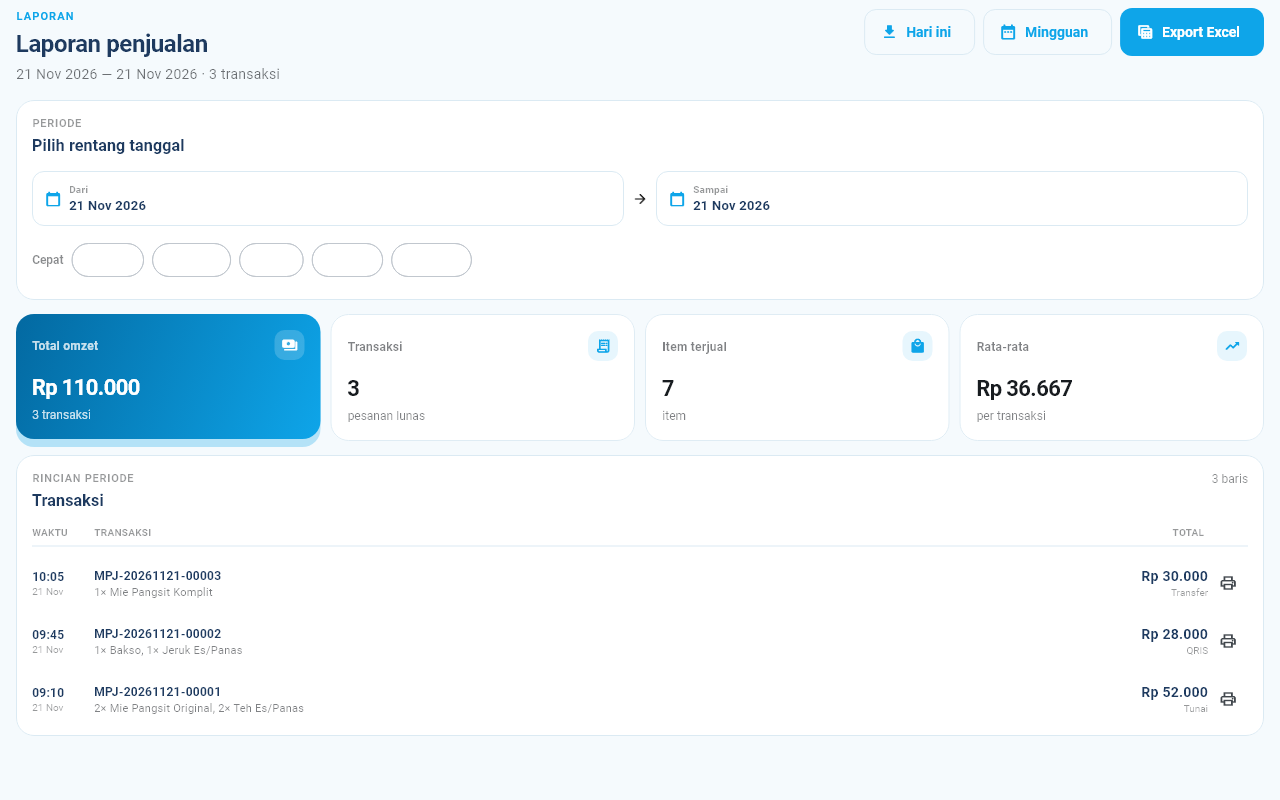 LAPORAN
Laporan penjualan
21 Nov 2026 — 21 Nov 2026 · 3 transaksi
Hari ini
Mingguan
Export Excel
PERIODE
Pilih rentang tanggal
Dari
21 Nov 2026
Sampai
21 Nov 2026
Cepat
Total omzet
Rp 110.000
3 transaksi
Transaksi
3
pesanan lunas
Item terjual
7
item
Rata-rata
Rp 36.667
per transaksi
RINCIAN PERIODE
Transaksi
3 baris
WAKTU TRANSAKSI TOTAL
10:05 MPJ-20261121-00003 Rp 30.000
21 Nov 1× Mie Pangsit Komplit Transfer
09:45 MPJ-20261121-00002 Rp 28.000
21 Nov 1× Bakso, 1× Jeruk Es/Panas QRIS
09:10 MPJ-20261121-00001 Rp 52.000
21 Nov 2× Mie Pangsit Original, 2× Teh Es/Panas Tunai